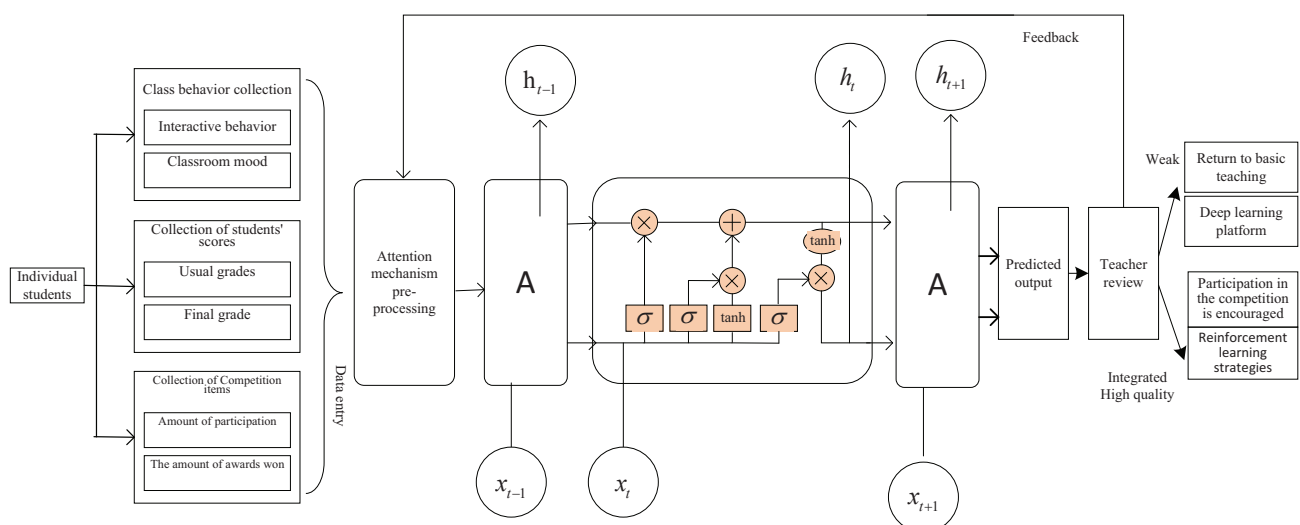 Feedback
h_{t-1}
h_t
h_{t+1}
Class behavior collection
Interactive behavior
Classroom mood
Collection of students'
scores
Usual grades
Final grade
Collection of Competition
items
Amount of participation
The amount of awards won
Individual
students
Data entry
Attention
mechanism
pre-
processing
A
×
+
tanh
×
×
σ
σ
tanh
σ
A
Predicted
output
Teacher
review
Weak
Return to basic
teaching
Deep learning
platform
Participation in
the competition
is encouraged
Reinforcement
learning
strategies
Integrated
High quality
x_{t-1}
x_t
x_{t+1}